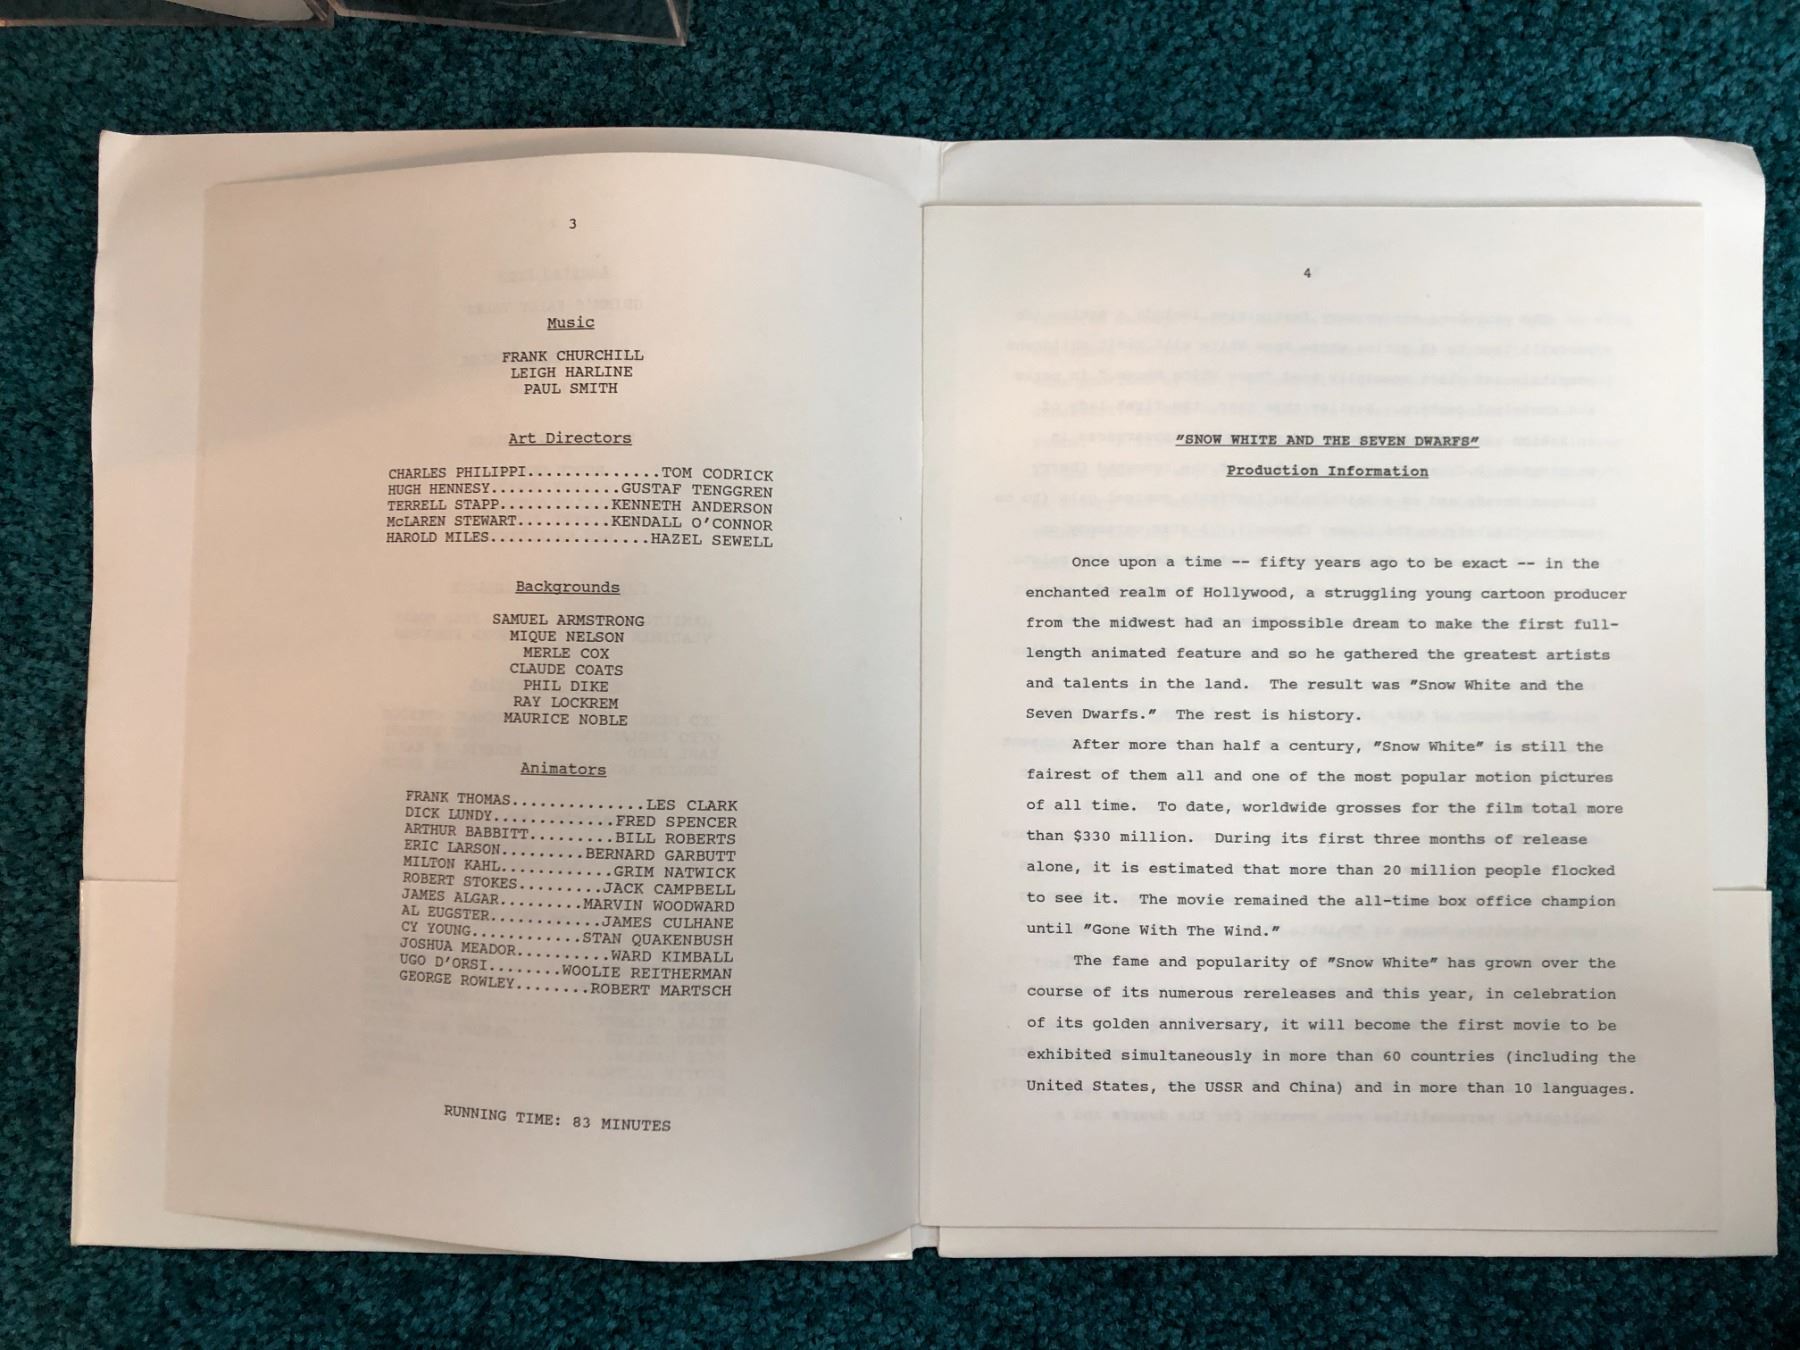 3
Music
FRANK CHURCHILL
LEIGH HARLINE
PAUL SMITH
Art Directors
CHARLES PHILIPPI..............TOM CODRICK
HUGH HENNESY..............GUSTAF TENGGREN
TERRELL STAPP............KENNETH ANDERSON
McLAREN STEWART..........KENDALL O'CONNOR
HAROLD MILES.................HAZEL SEWELL
Backgrounds
SAMUEL ARMSTRONG
MIQUE NELSON
MERLE COX
CLAUDE COATS
PHIL DIKE
RAY LOCKREM
MAURICE NOBLE
Animators
FRANK THOMAS..............LES CLARK
DICK LUNDY.............FRED SPENCER
ARTHUR BABBITT.........BILL ROBERTS
ERIC LARSON.........BERNARD GARBUTT
MILTON KAHL............GRIM NATWICK
ROBERT STOKES.........JACK CAMPBELL
JAMES ALGAR.........MARVIN WOODWARD
AL EUGSTER............JAMES CULHANE
CY YOUNG............STAN QUAKENBUSH
JOSHUA MEADOR..........WARD KIMBALL
UGO D'ORSI........WOOLIE REITHERMAN
GEORGE ROWLEY........ROBERT MARTSCH
RUNNING TIME: 83 MINUTES
4
"SNOW WHITE AND THE SEVEN DWARFS"
Production Information
Once upon a time -- fifty years ago to be exact -- in the
enchanted realm of Hollywood, a struggling young cartoon producer
from the midwest had an impossible dream to make the first full-
length animated feature and so he gathered the greatest artists
and talents in the land. The result was "Snow White and the
Seven Dwarfs." The rest is history.
After more than half a century, "Snow White" is still the
fairest of them all and one of the most popular motion pictures
of all time. To date, worldwide grosses for the film total more
than $330 million. During its first three months of release
alone, it is estimated that more than 20 million people flocked
to see it. The movie remained the all-time box office champion
until "Gone With The Wind."
The fame and popularity of "Snow White" has grown over the
course of its numerous rereleases and this year, in celebration
of its golden anniversary, it will become the first movie to be
exhibited simultaneously in more than 60 countries (including the
United States, the USSR and China) and in more than 10 languages.